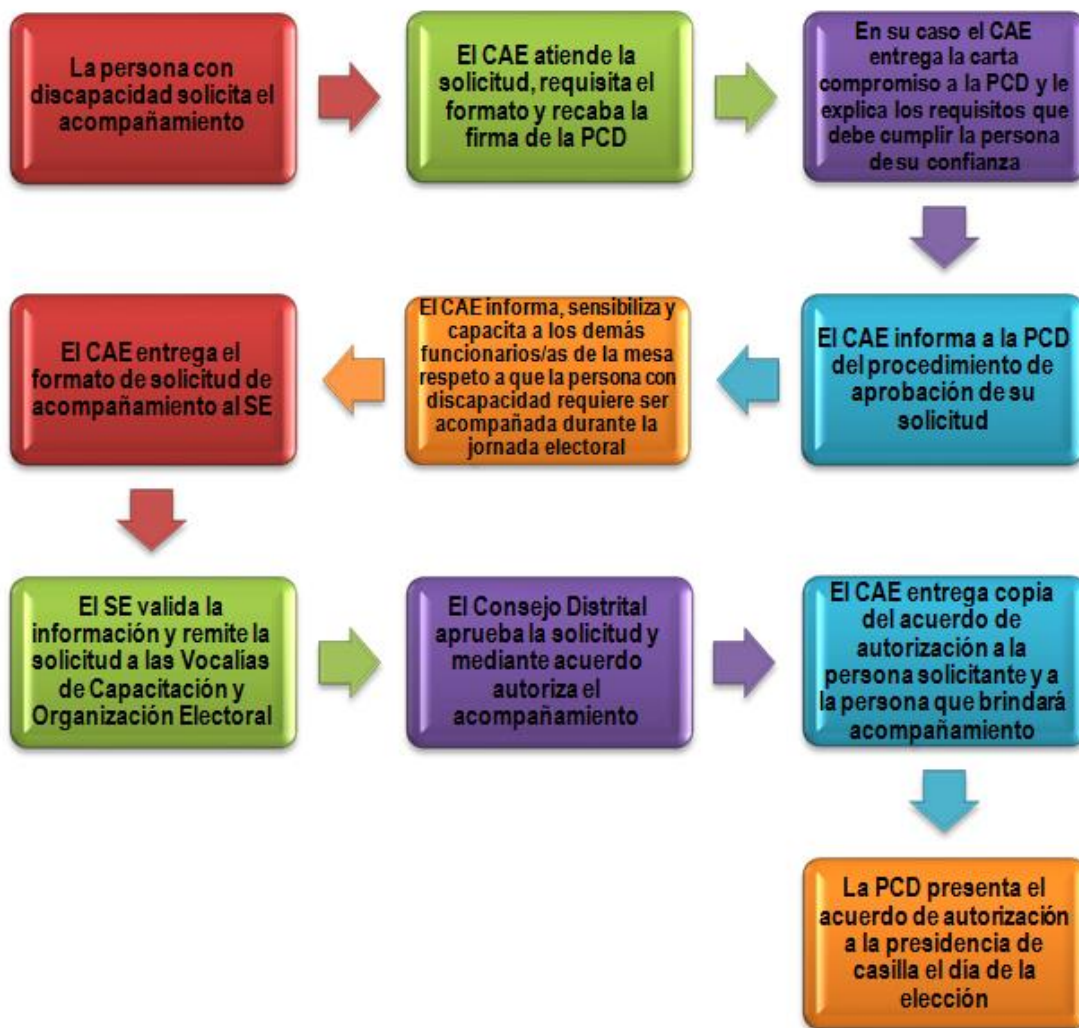 La persona con
discapacidad solicita el
acompañamiento
El CAE atiende la
solicitud, requisita el
formato y recaba la
firma de la PCD
En su caso el CAE
entrega la carta
compromiso a la PCD y le
explica los requisitos que
debe cumplir la persona
de su confianza
El CAE informa a la PCD
del procedimiento de
aprobación de su
solicitud
El CAE informa, sensibiliza y
capacita a los demás
funcionarios/as de la mesa
respeto a que la persona con
discapacidad requiere ser
acompañada durante la
jornada electoral
El CAE entrega el
formato de solicitud de
acompañamiento al SE
El SE valida la
información y remite la
solicitud a las Vocalías
de Capacitación y
Organización Electoral
El Consejo Distrital
aprueba la solicitud y
mediante acuerdo
autoriza el
acompañamiento
El CAE entrega copia
del acuerdo de
autorización a la
persona solicitante y a
la persona que brindará
acompañamiento
La PCD presenta el
acuerdo de autorización
a la presidencia de
casilla el día de la
elección